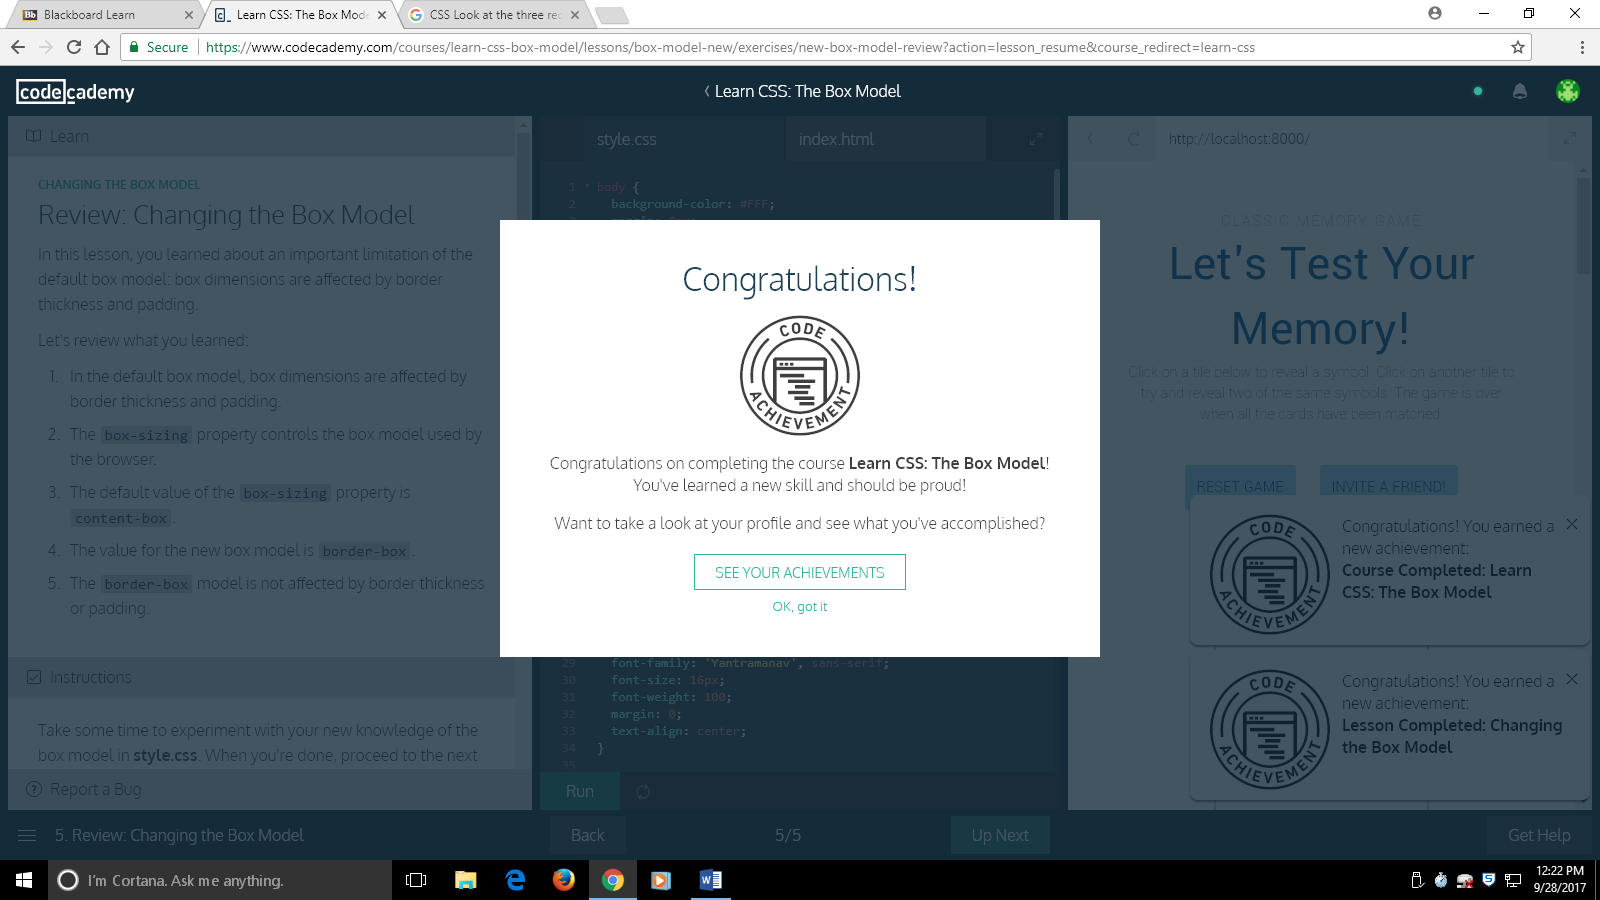 Blackboard Learn
Learn CSS: The Box Mode
CSS Look at the three rec
Secure
https://www.codecademy.com/courses/learn-css-box-model/lessons/box-model-new/exercises/new-box-model-review?action=lesson_resume&course_redirect=learn-css
codecademy
Learn CSS: The Box Model
Learn
CHANGING THE BOX MODEL
Review: Changing the Box Model
In this lesson, you learned about an important limitation of the
default box model: box dimensions are affected by border
thickness and padding.
Let's review what you learned:
1. In the default box model, box dimensions are affected by
border thickness and padding.
2. The box-sizing property controls the box model used by
the browser.
3. The default value of the box-sizing property is
content-box.
4. The value for the new box model is border-box.
5. The border-box model is not affected by border thickness
or padding.
Instructions
Take some time to experiment with your new knowledge of the
box model in style.css. When you're done, proceed to the next
Report a Bug
5. Review: Changing the Box Model
style.css
index.html
1 body {
2 background-color: #FFF;
29 font-family: 'Yantramanav', sans-serif;
30 font-size: 16px;
31 font-weight: 100;
32 margin: 0;
33 text-align: center;
34 }
35
Run
Back
5/5
Up Next
Congratulations!
CODE
ACHIEVEMENT
Congratulations on completing the course Learn CSS: The Box Model!
You've learned a new skill and should be proud!
Want to take a look at your profile and see what you've accomplished?
SEE YOUR ACHIEVEMENTS
OK, got it
http://localhost:8000/
CLASSIC MEMORY GAME
Let's Test Your
Memory!
Click on a tile below to reveal a symbol. Click on another tile to
try and reveal two of the same symbols. The game is over
when all the cards have been matched.
RESET GAME
INVITE A FRIEND!
CODE
ACHIEVEMENT
Congratulations! You earned a
new achievement:
Course Completed: Learn
CSS: The Box Model
CODE
ACHIEVEMENT
Congratulations! You earned a
new achievement:
Lesson Completed: Changing
the Box Model
Get Help
I'm Cortana. Ask me anything.
12:22 PM
9/28/2017